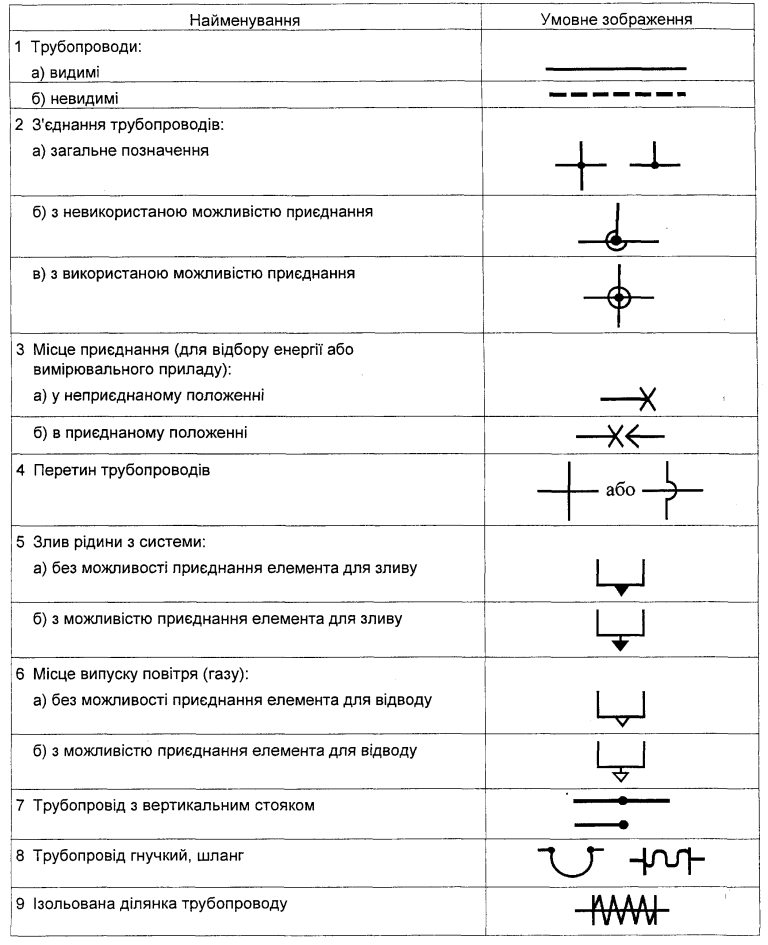 Найменування
Умовне зображення
1 Трубопроводи:
а) видимі
б) невидимі
2 З'єднання трубопроводів:
а) загальне позначення
б) з невикористаною можливістю приєднання
в) з використаною можливістю приєднання
3 Місце приєднання (для відбору енергії або
вимірювального приладу):
а) у неприєднаному положенні
б) в приєднаному положенні
4 Перетин трубопроводів
або
5 Злив рідини з системи:
а) без можливості приєднання елемента для зливу
б) з можливістю приєднання елемента для зливу
6 Місце випуску повітря (газу):
а) без можливості приєднання елемента для відводу
б) з можливістю приєднання елемента для відводу
7 Трубопровід з вертикальним стояком
8 Трубопровід гнучкий, шланг
9 Ізольована ділянка трубопроводу